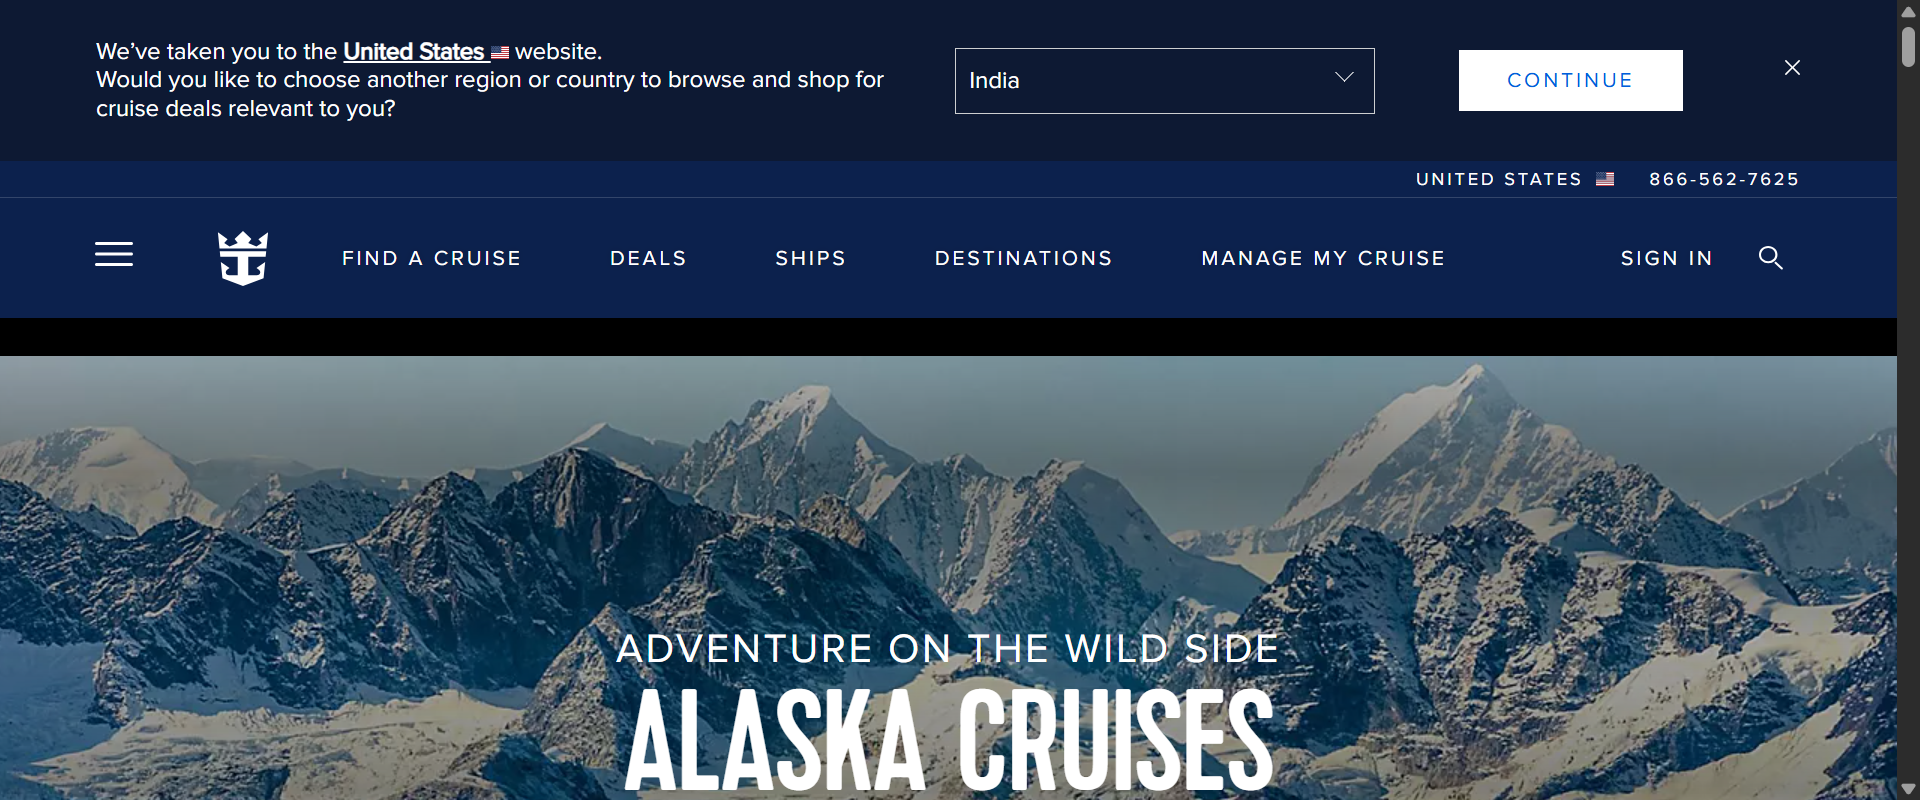 We’ve taken you to the United States website.
Would you like to choose another region or country to browse and shop for
cruise deals relevant to you?
India
CONTINUE
UNITED STATES
866-562-7625
FIND A CRUISE
DEALS
SHIPS
DESTINATIONS
MANAGE MY CRUISE
SIGN IN
ADVENTURE ON THE WILD SIDE
ALASKA CRUISES